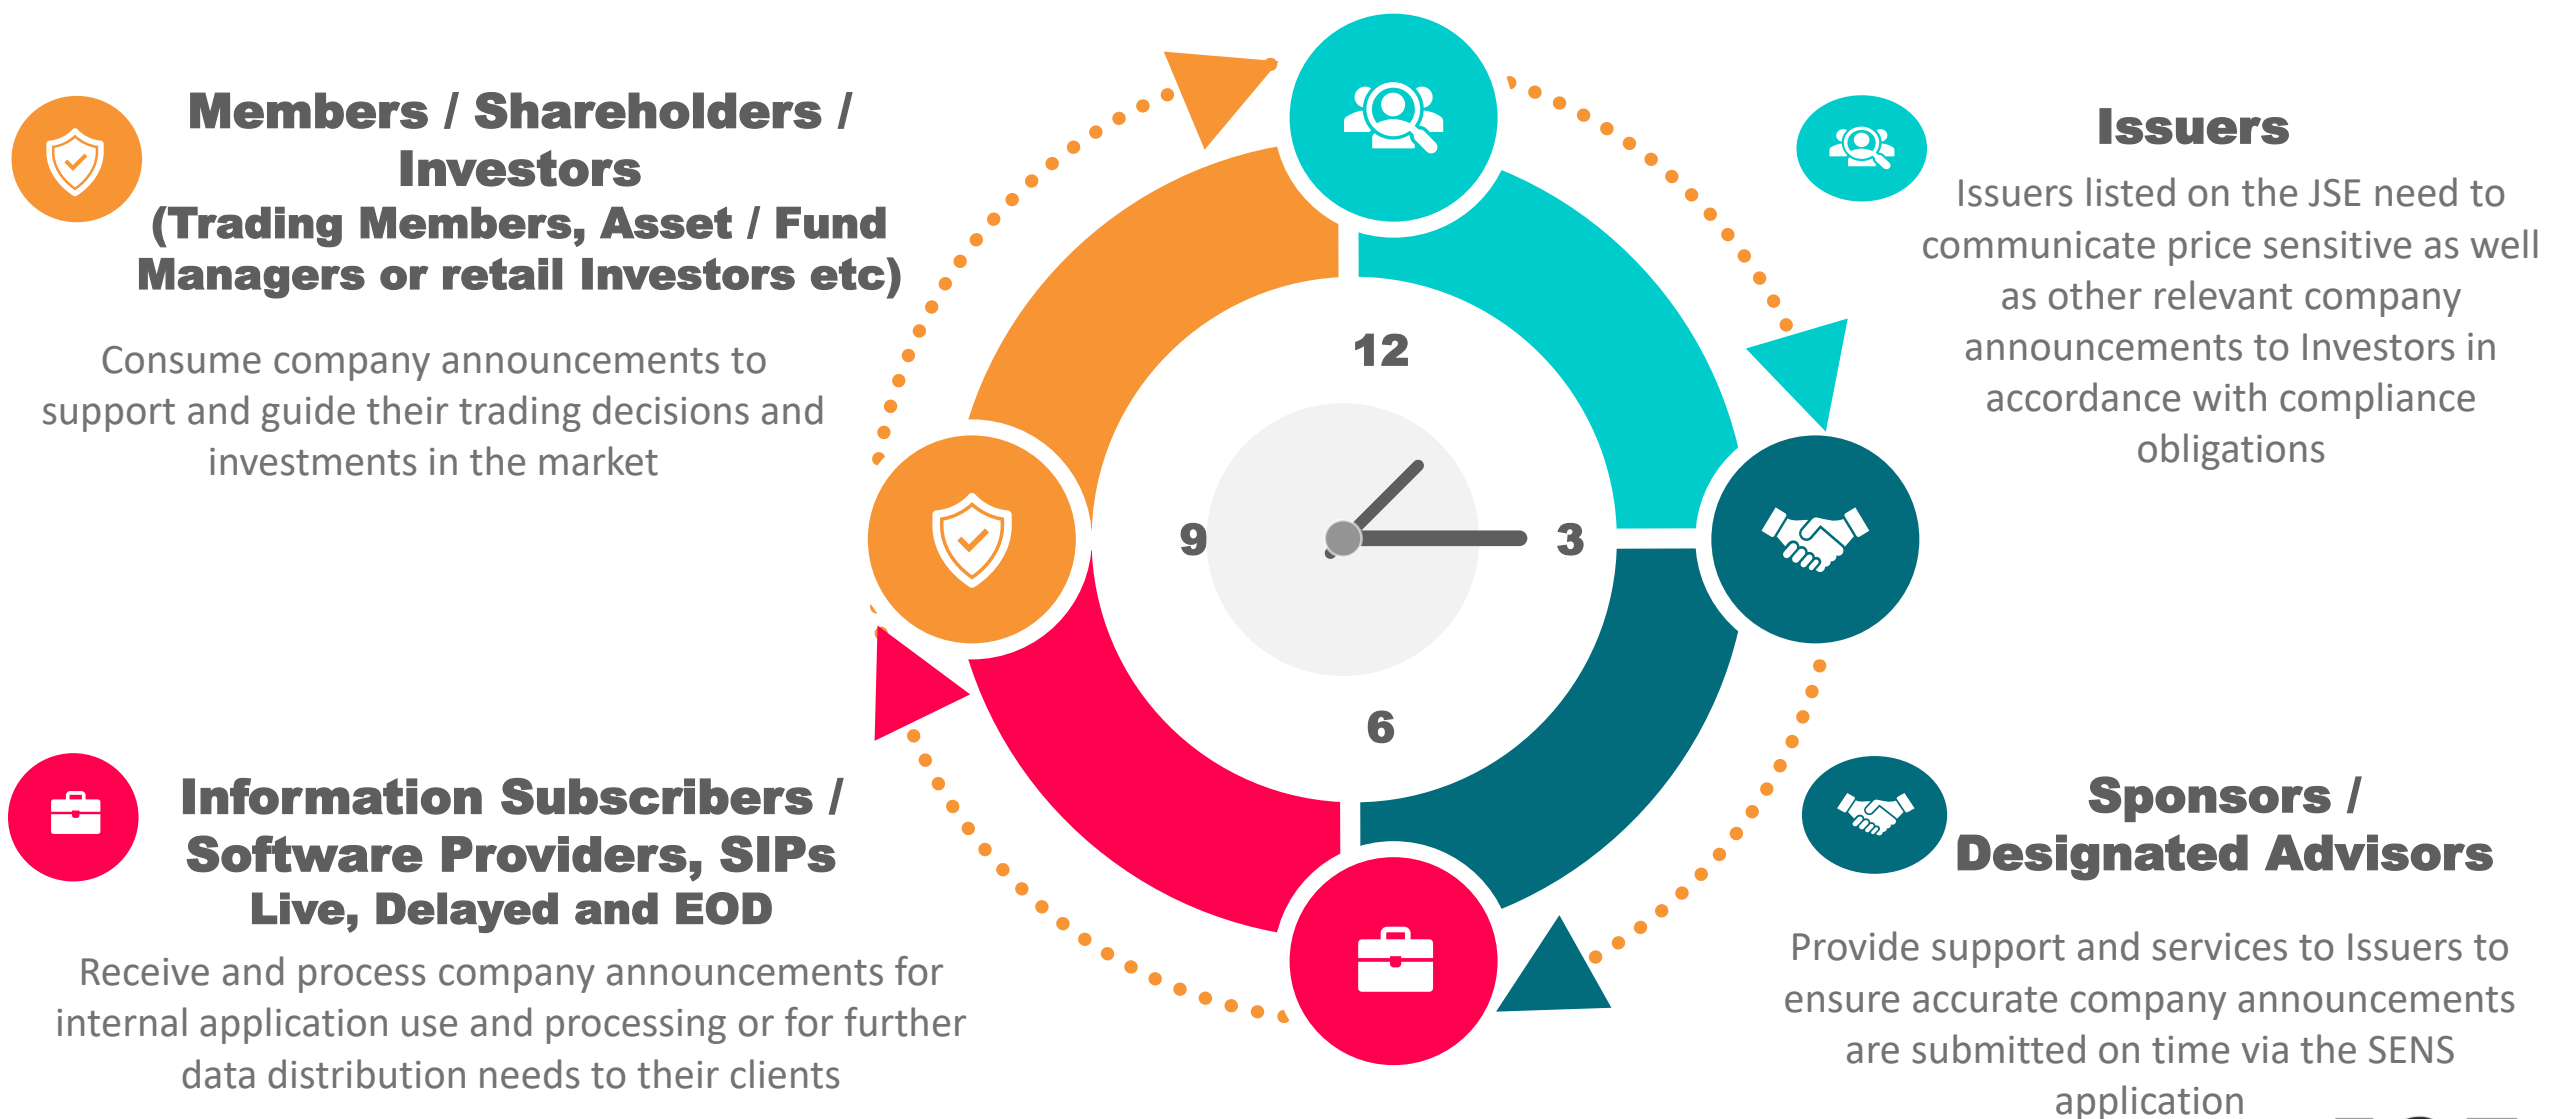 Members / Shareholders /
Investors
(Trading Members, Asset / Fund
Managers or retail Investors etc)
Consume company announcements to
support and guide their trading decisions and
investments in the market
Issuers
Issuers listed on the JSE need to
communicate price sensitive as well
as other relevant company
announcements to Investors in
accordance with compliance
obligations
12
9
3
6
Information Subscribers /
Software Providers, SIPs
Live, Delayed and EOD
Receive and process company announcements for
internal application use and processing or for further
data distribution needs to their clients
Sponsors /
Designated Advisors
Provide support and services to Issuers to
ensure accurate company announcements
are submitted on time via the SENS
application